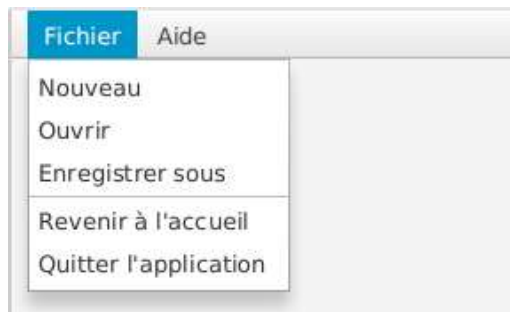 Fichier Aide
Nouveau
Ouvrir
Enregistrer sous
Revenir à l'accueil
Quitter l'application